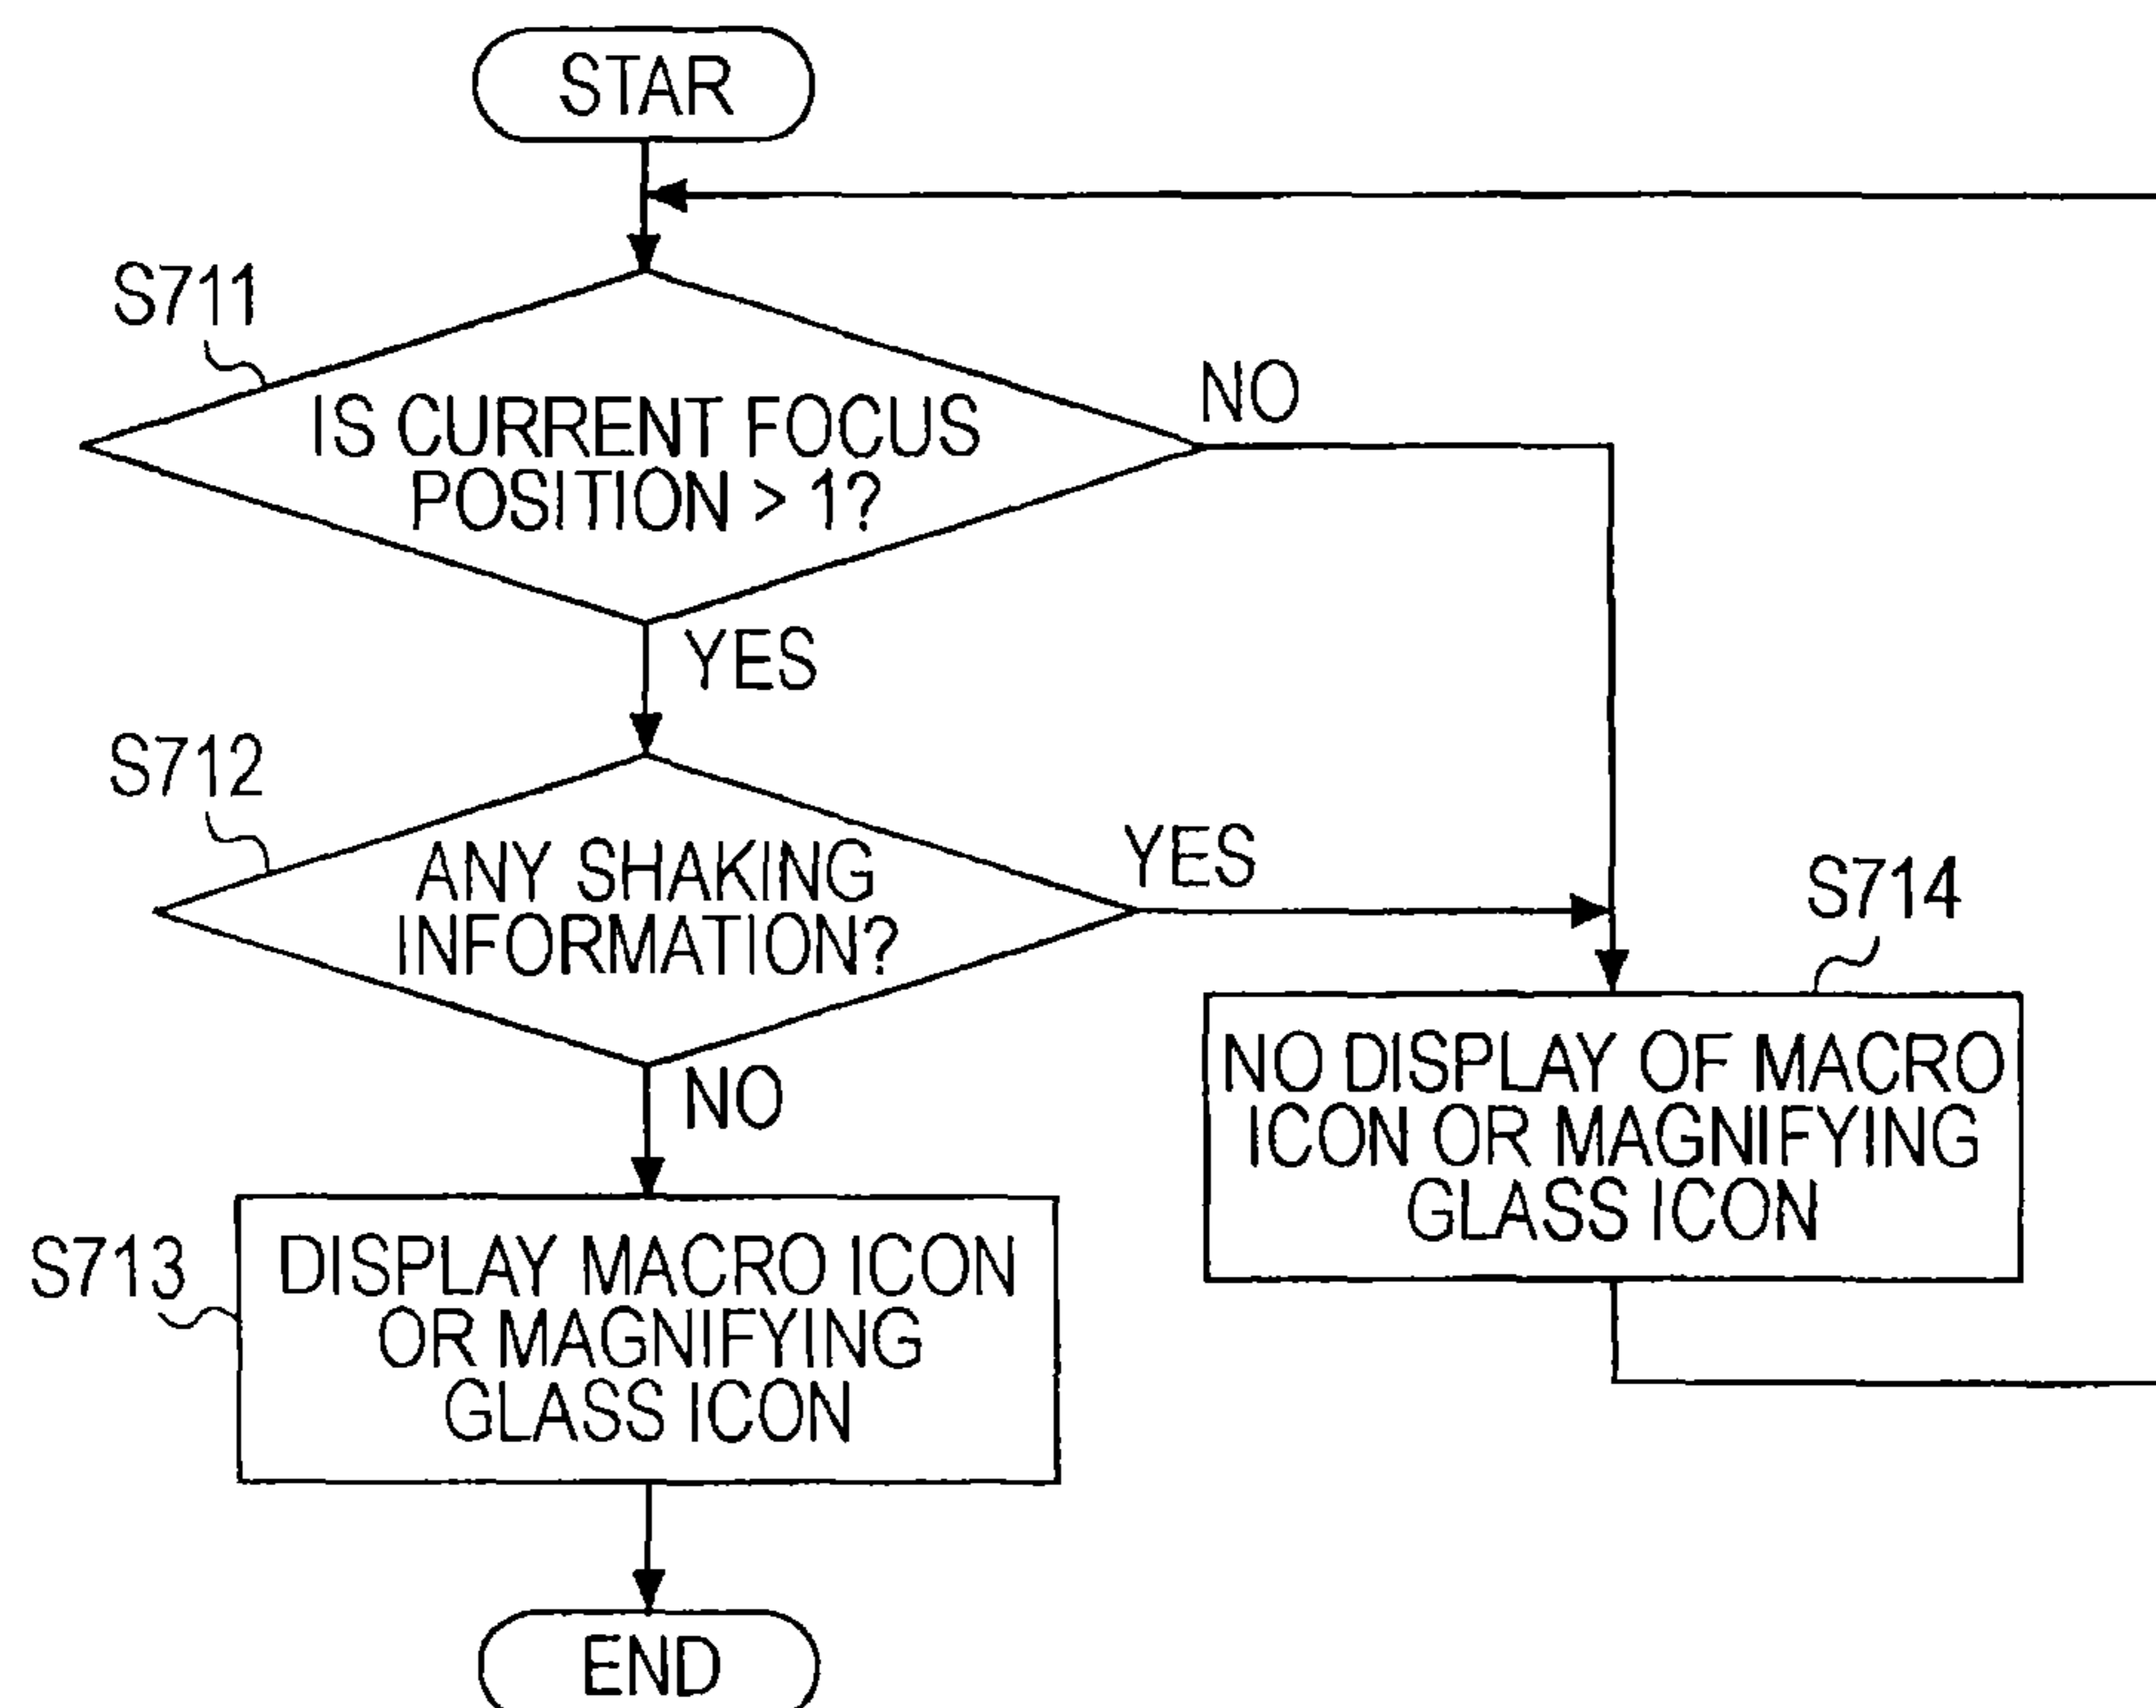 STAR
S711
IS CURRENT FOCUS
POSITION > 1?
NO
YES
S712
ANY SHAKING
INFORMATION?
YES
NO
S714
NO DISPLAY OF MACRO
ICON OR MAGNIFYING
GLASS ICON
S713
DISPLAY MACRO ICON
OR MAGNIFYING
GLASS ICON
END